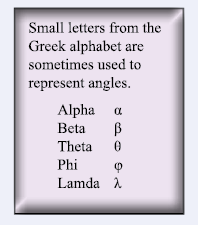 Small letters from the
Greek alphabet are
sometimes used to
represent angles.
Alpha α
Beta β
Theta θ
Phi φ
Lamda λ